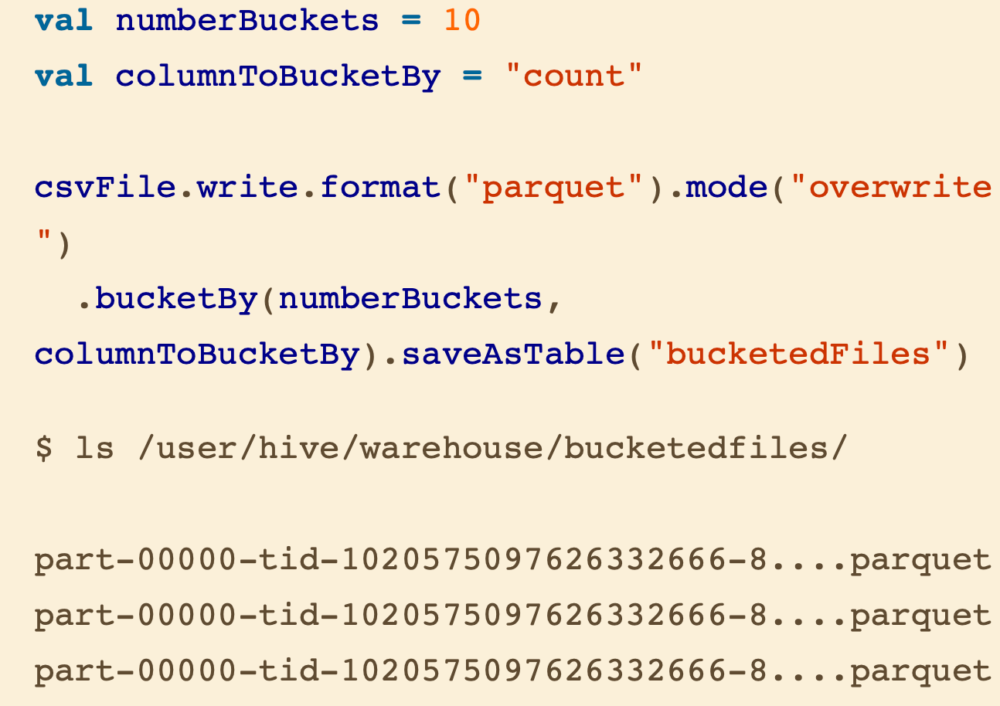 val numberBuckets = 10
val columnToBucketBy = "count"
csvFile.write.format("parquet").mode("overwrite
")
.bucketBy(numberBuckets,
columnToBucketBy).saveAsTable("bucketedFiles")
$ ls /user/hive/warehouse/bucketedfiles/
part-00000-tid-1020575097626332666-8....parquet
part-00000-tid-1020575097626332666-8....parquet
part-00000-tid-1020575097626332666-8....parquet